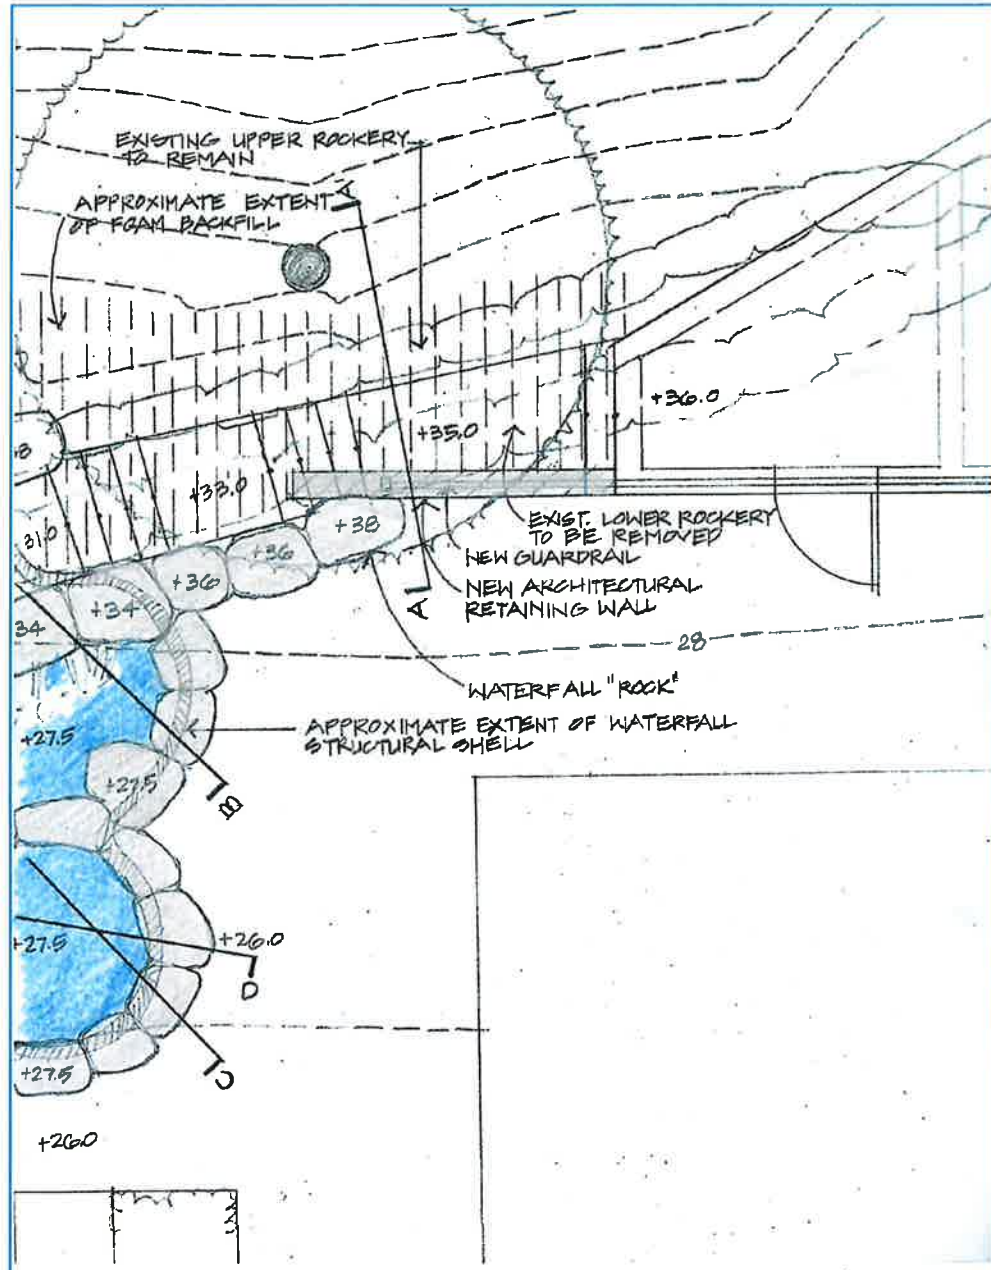 EXISTING UPPER ROCKERY
TO REMAIN
A
APPROXIMATE EXTENT
OF FOAM BACKFILL
+36.0
+35.0
+33.0
31.0
+38
+36
+36
+34
34
EXIST. LOWER ROCKERY
TO BE REMOVED
NEW GUARDRAIL
NEW ARCHITECTURAL
RETAINING WALL
A
28
WATERFALL "ROCK"
APPROXIMATE EXTENT OF WATERFALL
STRUCTURAL SHELL
+27.5
+27.5
B
+27.5
+26.0
D
C
+27.5
+26.0